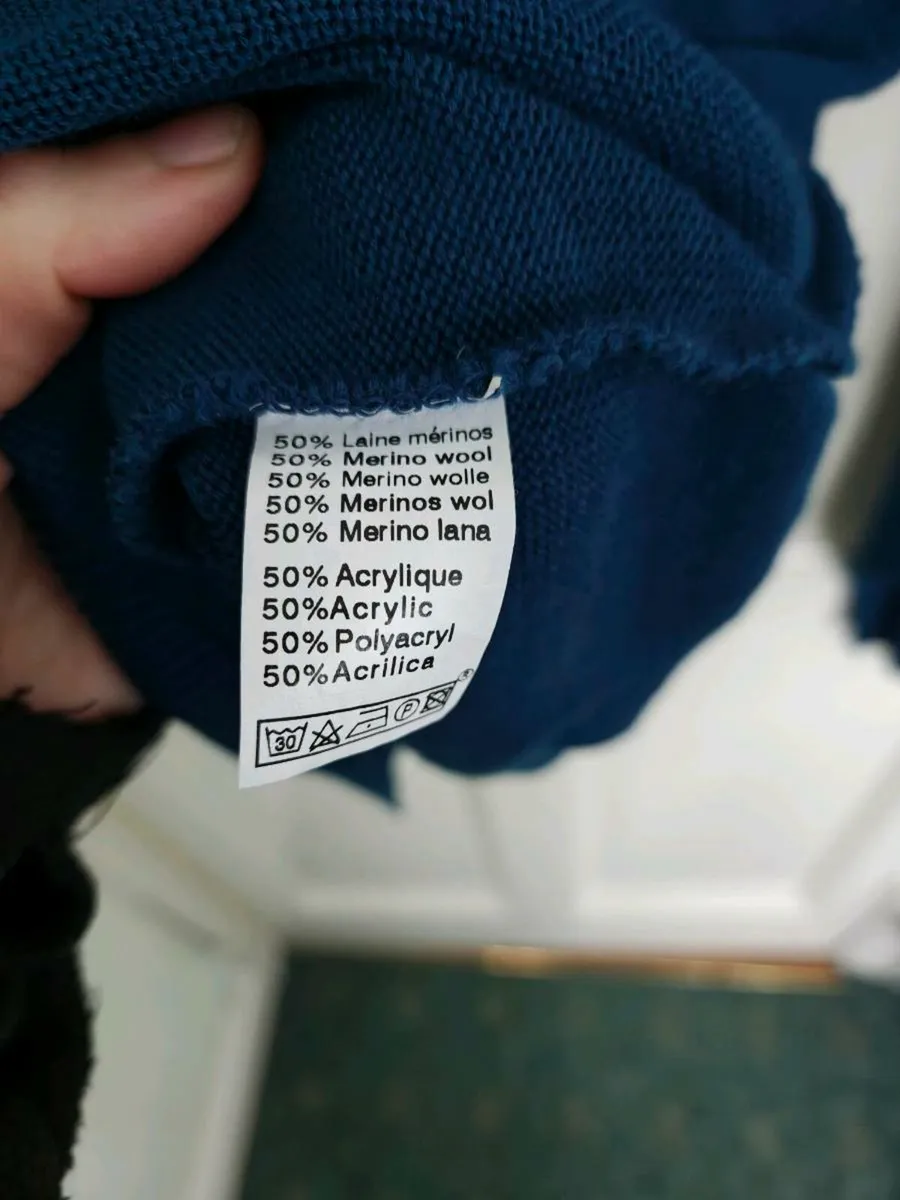 50% Laine mérinos
50% Merino wool
50% Merino wolle
50% Merinos wol
50% Merino lana
50% Acrylique
50%Acrylic
50% Polyacryl
50%Acrilica
30 P